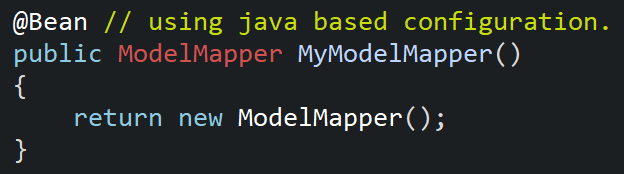 @Bean // using java based configuration.
public ModelMapper MyModelMapper()
{
    return new ModelMapper();
}